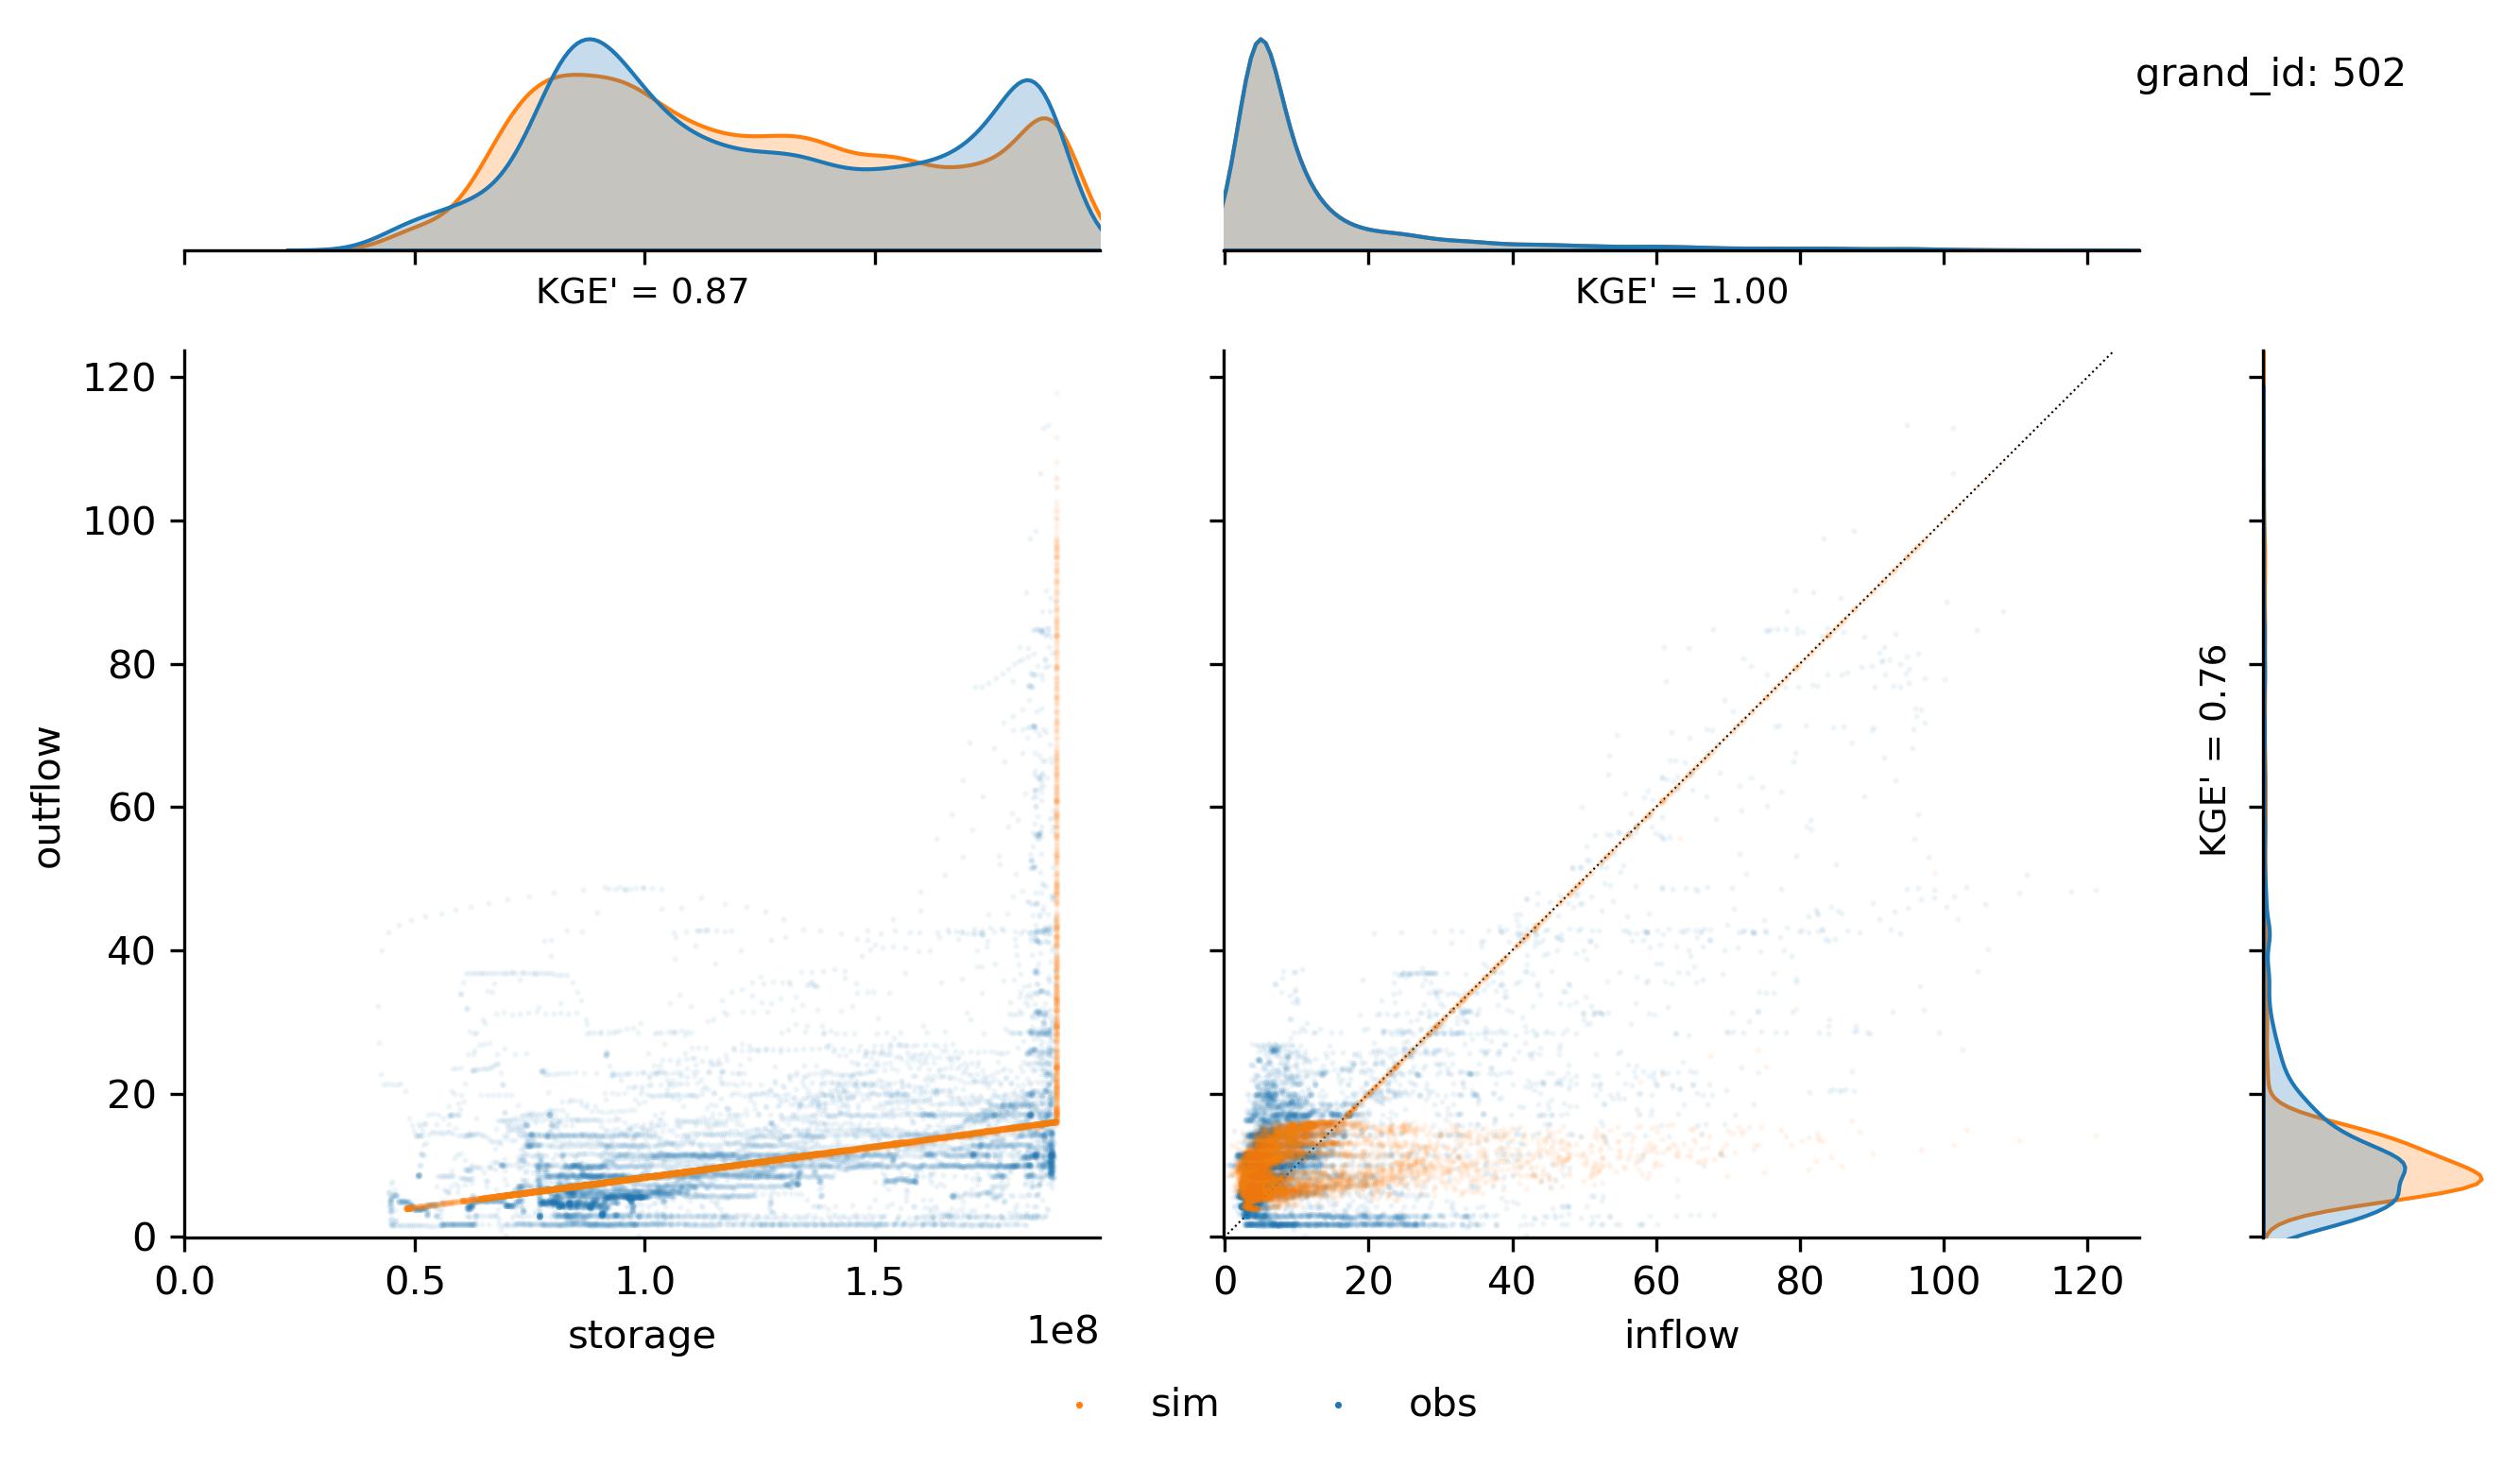 grand_id: 502
KGE' = 0.87
KGE' = 1.00
120
100
80
60
40
20
0
outflow
KGE' = 0.76
0.0 0.5 1.0 1.5
0 20 40 60 80 100 120
storage
1e8
inflow
sim
obs